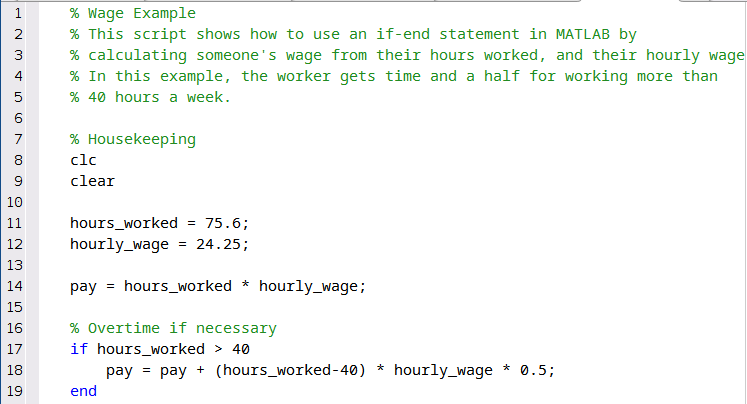 1 % Wage Example
2 % This script shows how to use an if-end statement in MATLAB by
3 % calculating someone's wage from their hours worked, and their hourly wage
4 % In this example, the worker gets time and a half for working more than
5 % 40 hours a week.
6
7 % Housekeeping
8 clc
9 clear
10
11 hours_worked = 75.6;
12 hourly_wage = 24.25;
13
14 pay = hours_worked * hourly_wage;
15
16 % Overtime if necessary
17 if hours_worked > 40
18     pay = pay + (hours_worked-40) * hourly_wage * 0.5;
19 end